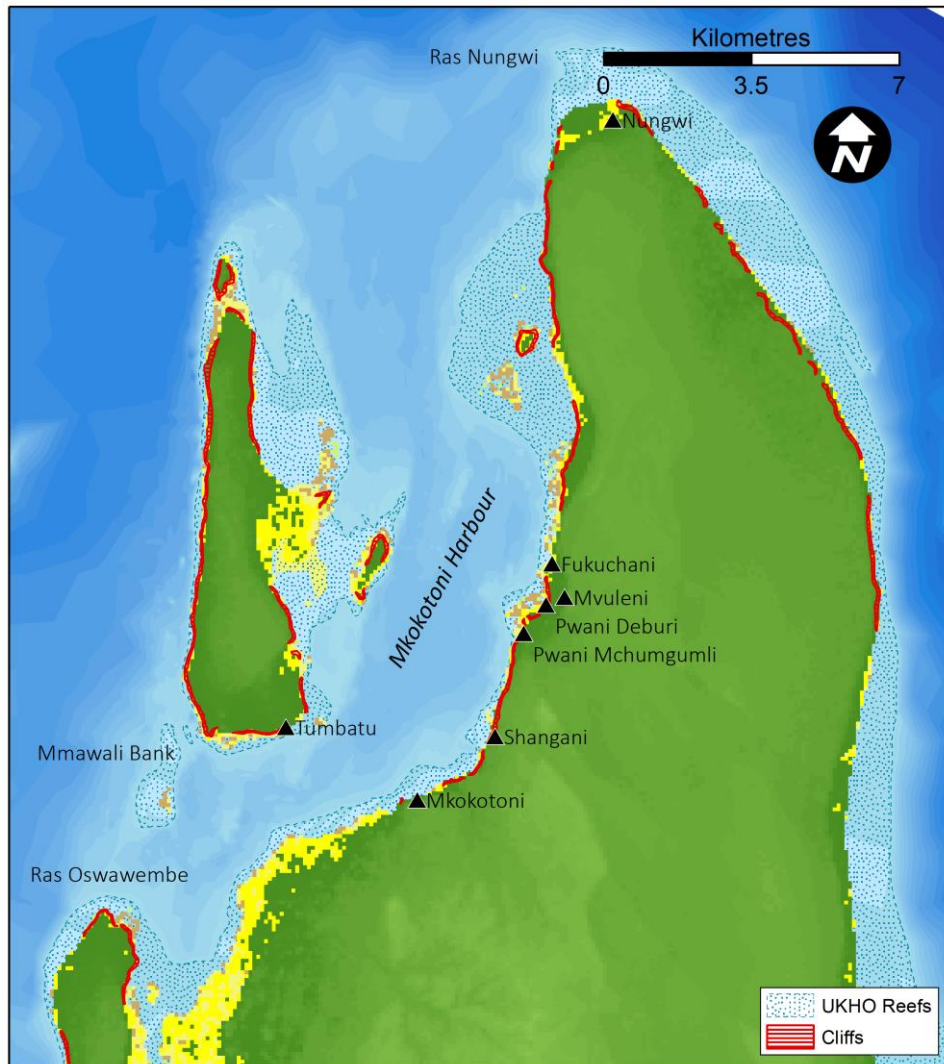 Ras Nungwi
Kilometres
0 3.5 7
N
Nungwi
Mkokotoni Harbour
Fukuchani
Mvuleni
Pwani Deburi
Pwani Mchumgumli
Shangani
Tumbatu
Mmawali Bank
Mkokotoni
Ras Oswawembe
UKHO Reefs
Cliffs